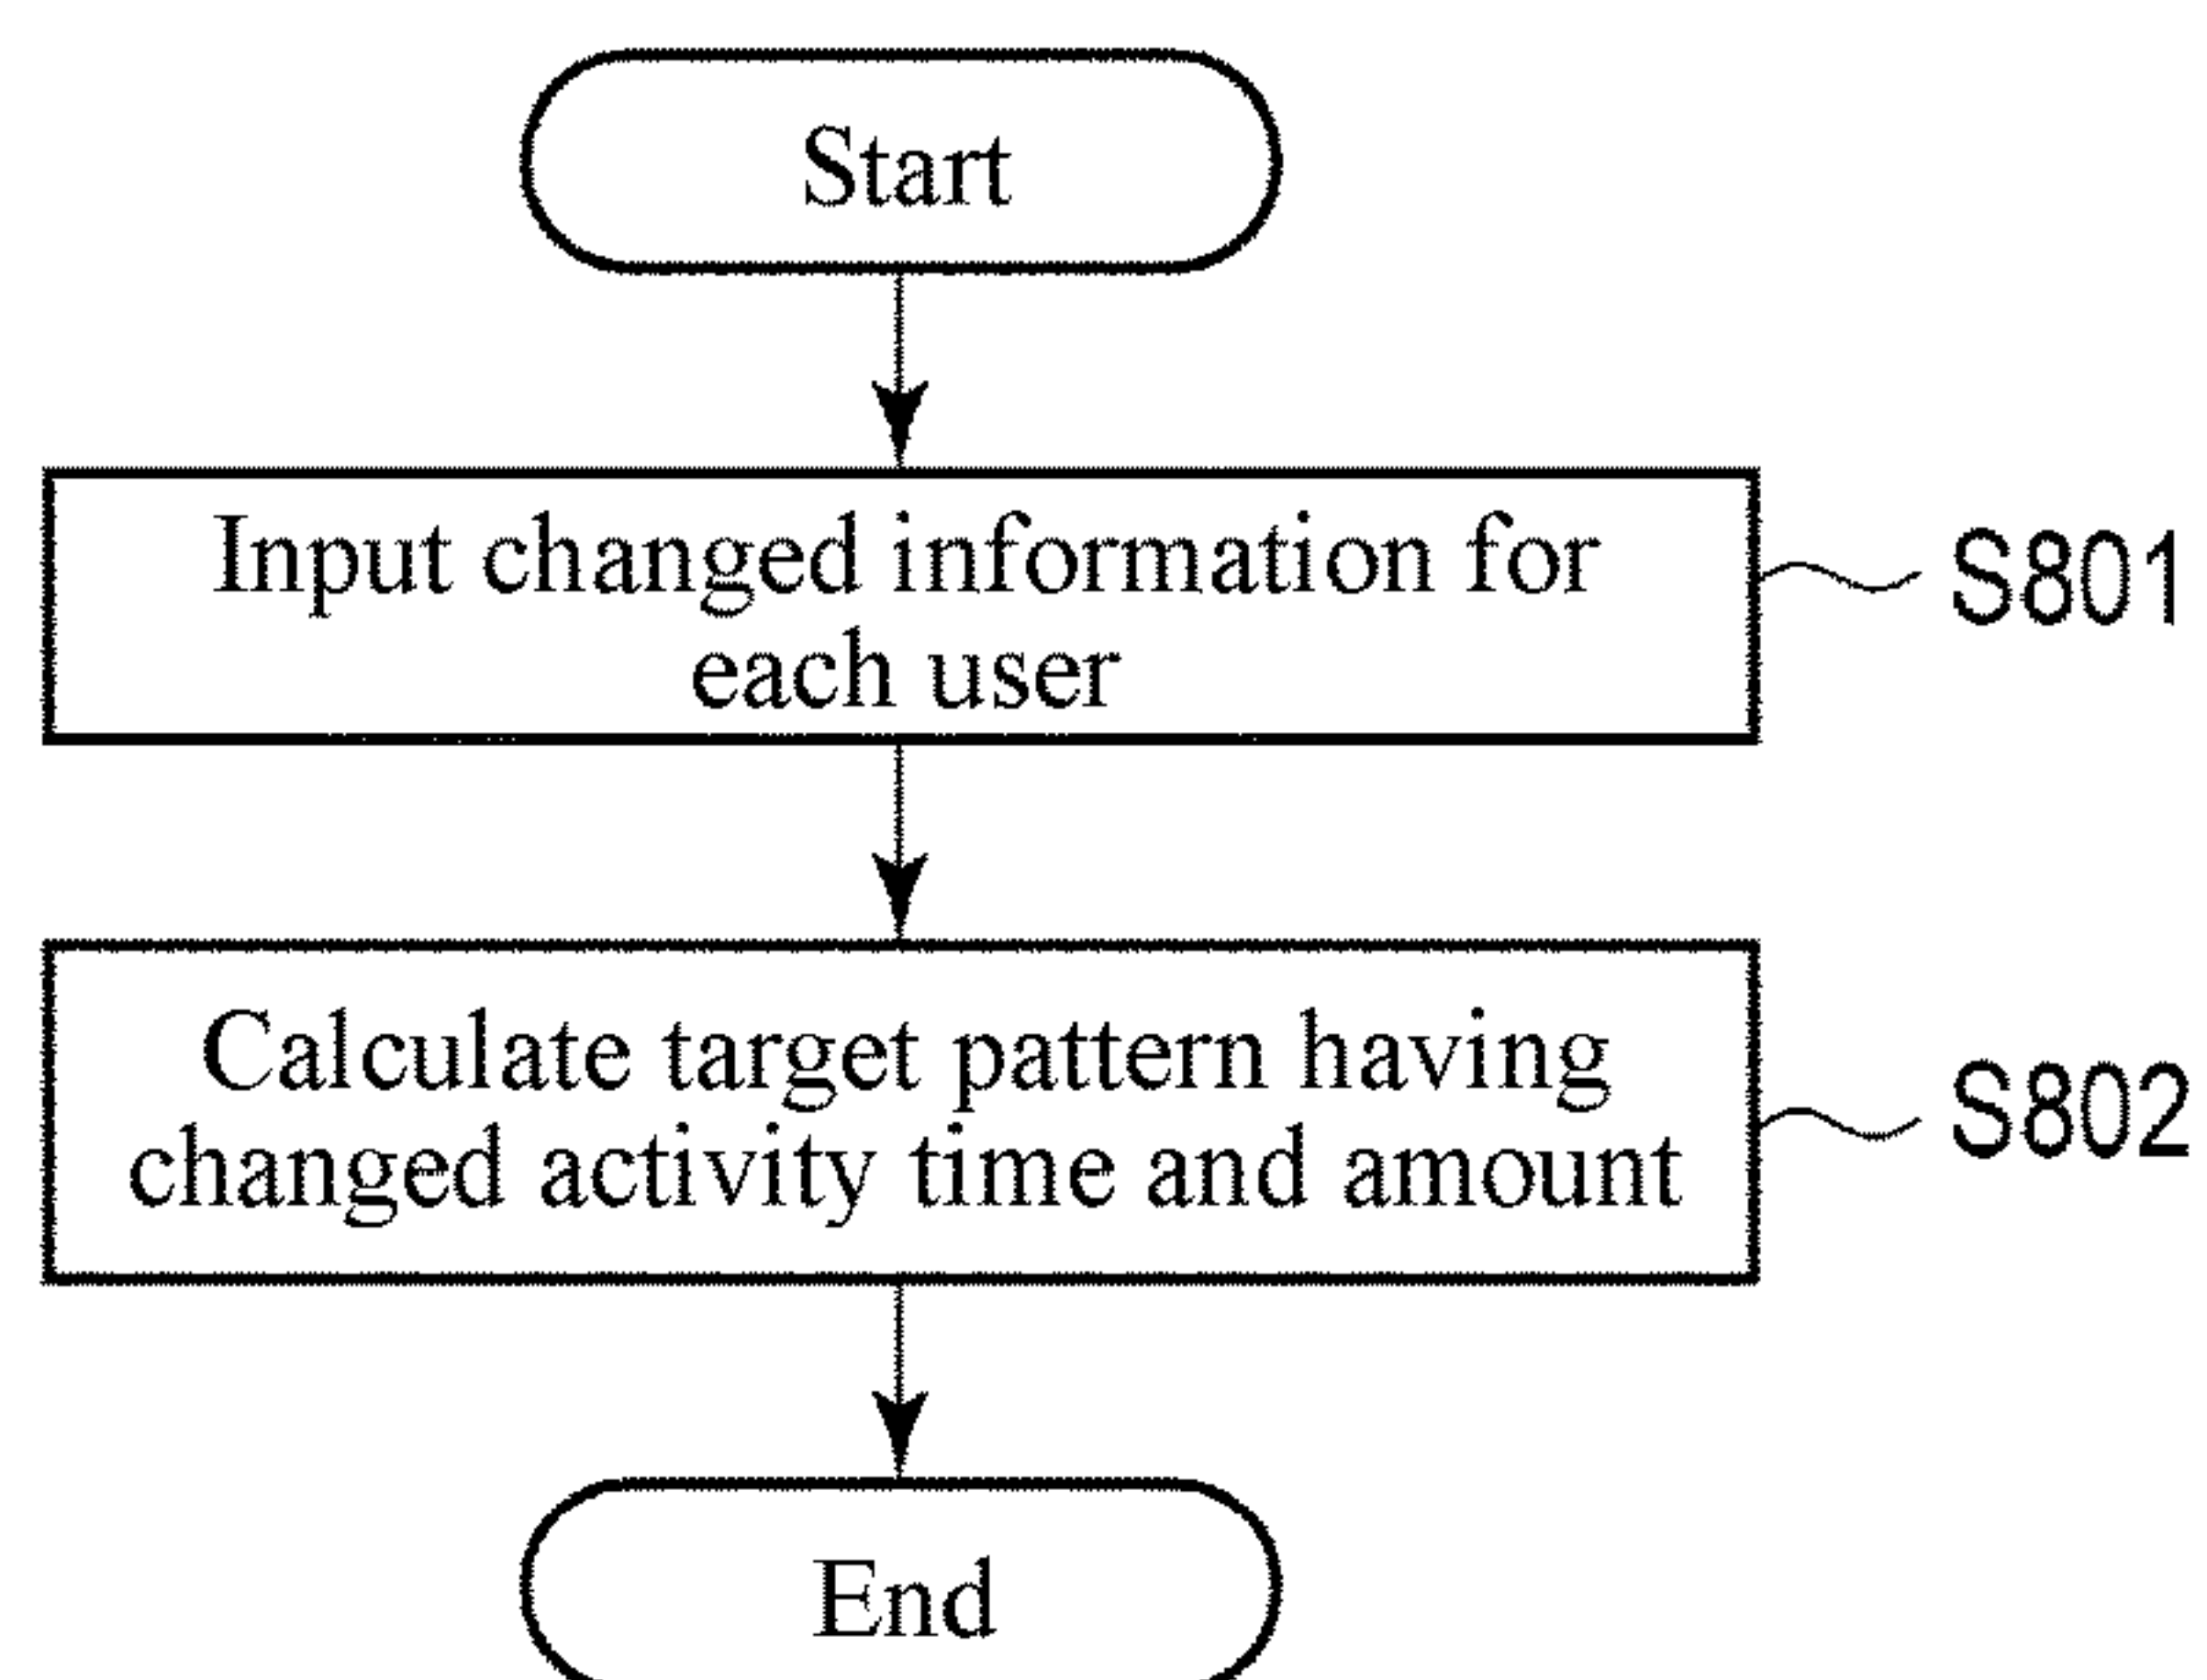 Start
Input changed information for
each user
S801
Calculate target pattern having
changed activity time and amount
S802
End